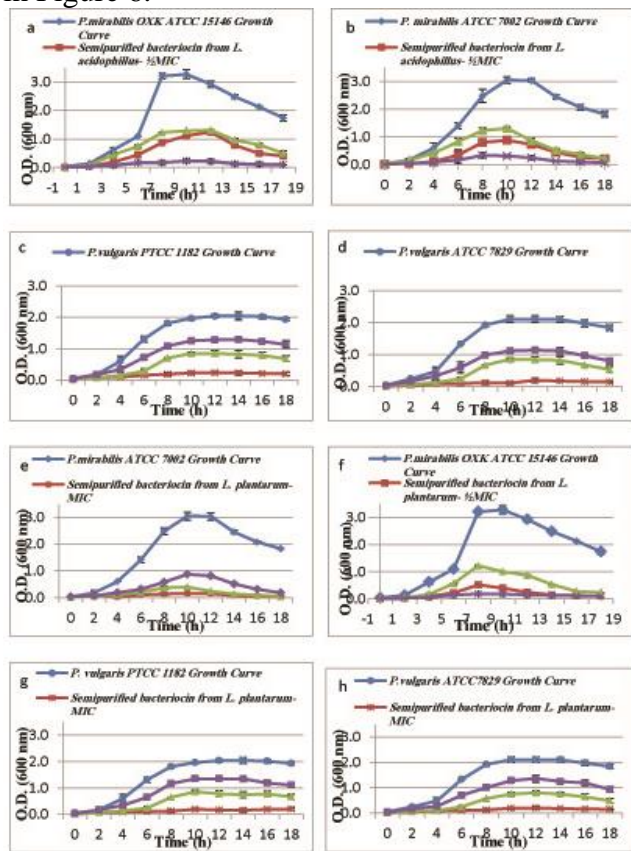 in Figure 6.
a
P.mirabilis OXK ATCC 15146 Growth
Curve
Semipurified bacteriocin from L.
acidophillus- ½MIC
O.D. (600 nm)
3.0
2.0
1.0
0.0
-1 1 3 5 7 9 11 13 15 17 19
Time (h)
b
P. mirabilis ATCC 7002 Growth
Curve
Semipurified bacteriocin from L.
acidophillus- ½MIC
O.D. (600 nm)
3.0
2.0
1.0
0.0
0 2 4 6 8 10 12 14 16 18
Time (h)
c
P.vulgaris PTCC 1182 Growth Curve
O.D. (600 nm)
3.0
2.0
1.0
0.0
0 2 4 6 8 10 12 14 16 18
Time (h)
d
P.vulgaris ATCC 7829 Growth Curve
O.D. (600 nm)
3.0
2.0
1.0
0.0
0 2 4 6 8 10 12 14 16 18
Time (h)
e
P.mirabilis ATCC 7002 Growth Curve
Semipurified bacteriocin from L. plantarum-
MIC
O.D. (600 nm)
3.0
2.0
1.0
0.0
0 2 4 6 8 10 12 14 16 18
Time (h)
f
P.mirabilis OXK ATCC 15146 Growth
Curve
Semipurified bacteriocin from L.
plantarum- ½MIC
O.D. (600 nm)
3.0
2.0
1.0
0.0
-1 1 3 5 7 9 11 13 15 17 19
Time (h)
g
P. vulgaris PTCC 1182 Growth Curve
Semipurified bacteriocin from L. plantarum-
MIC
O.D. (600 nm)
3.0
2.0
1.0
0.0
0 2 4 6 8 10 12 14 16 18
Time (h)
h
P.vulgaris ATCC7829 Growth Curve
Semipurified bacteriocin from L. plantarum-
MIC
O.D. (600 nm)
3.0
2.0
1.0
0.0
0 2 4 6 8 10 12 14 16 18
Time (h)